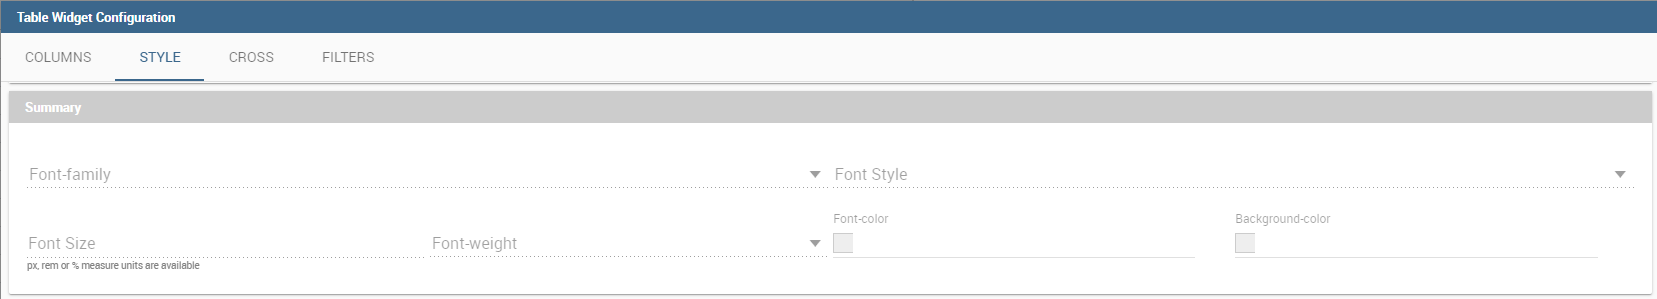 Table Widget Configuration
COLUMNS STYLE CROSS FILTERS
Summary
Font-family Font Style
Font-color Background-color
Font Size Font-weight
px, rem or % measure units are available